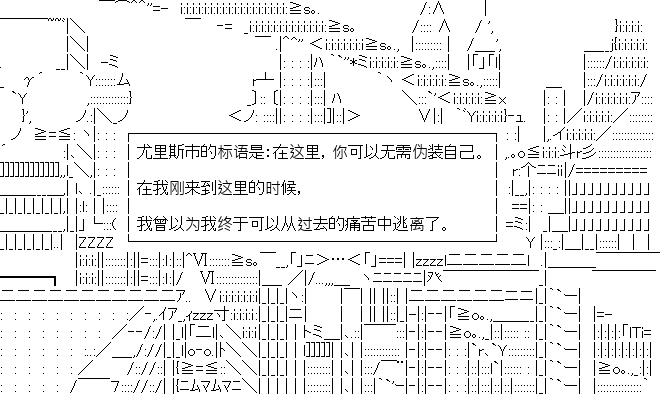 尤里斯市的标语是:在这里, 你可以无需伪装自己。
在我刚来到这里的时候,
我曾以为我终于可以从过去的痛苦中逃离了。